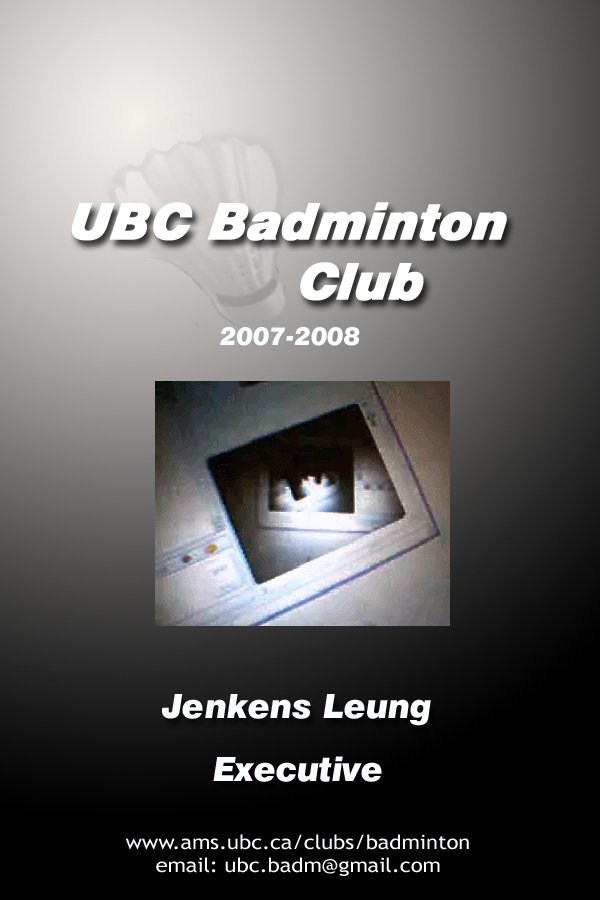 UBC Badminton
Club
2007-2008
Jenkens Leung
Executive
www.ams.ubc.ca/clubs/badminton
email: ubc.badm@gmail.com